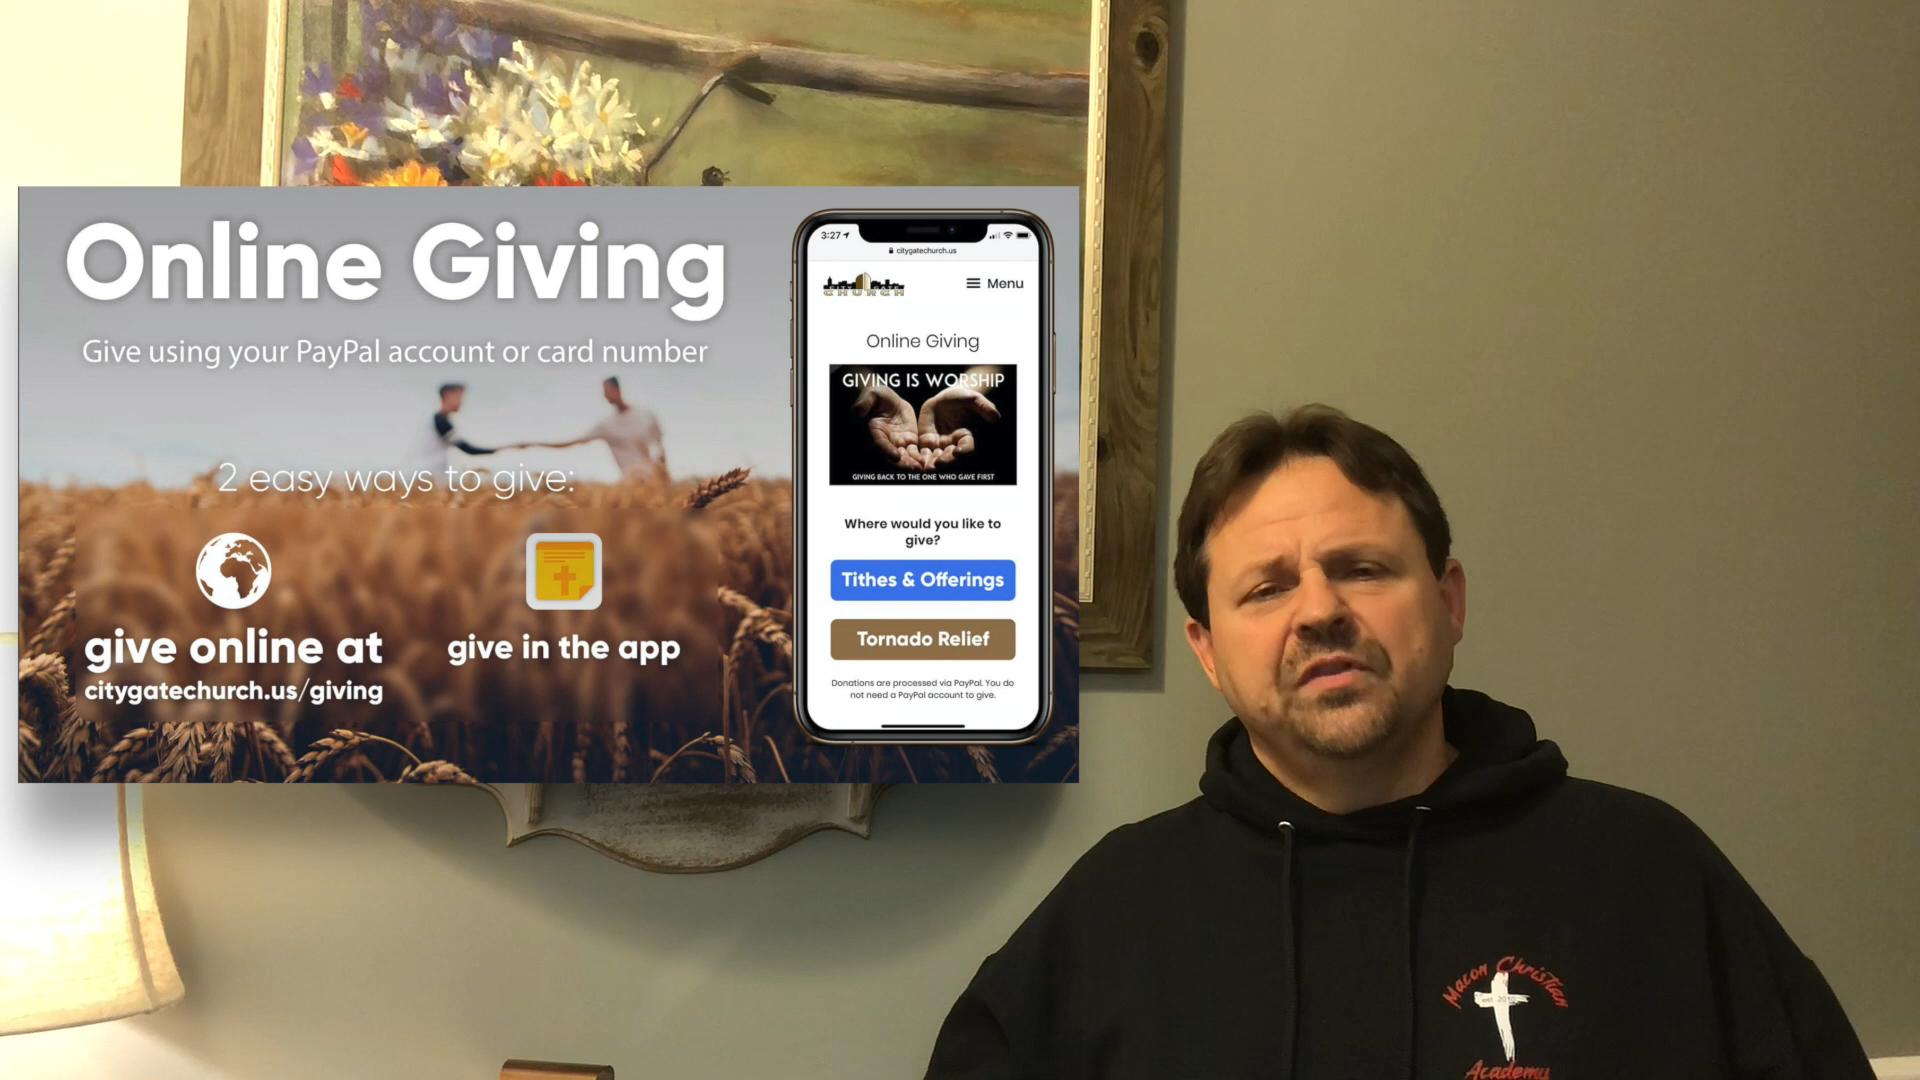 Online Giving
Give using your PayPal account or card number
2 easy ways to give:
give online at
citygatechurch.us/giving
give in the app
3:27
citygatechurch.us
CHURCH
Menu
Online Giving
GIVING IS WORSHIP
GIVING BACK TO THE ONE WHO GAVE FIRST
Where would you like to
give?
Tithes & Offerings
Tornado Relief
Donations are processed via PayPal. You do
not need a PayPal account to give.
Macon Christian
Academy